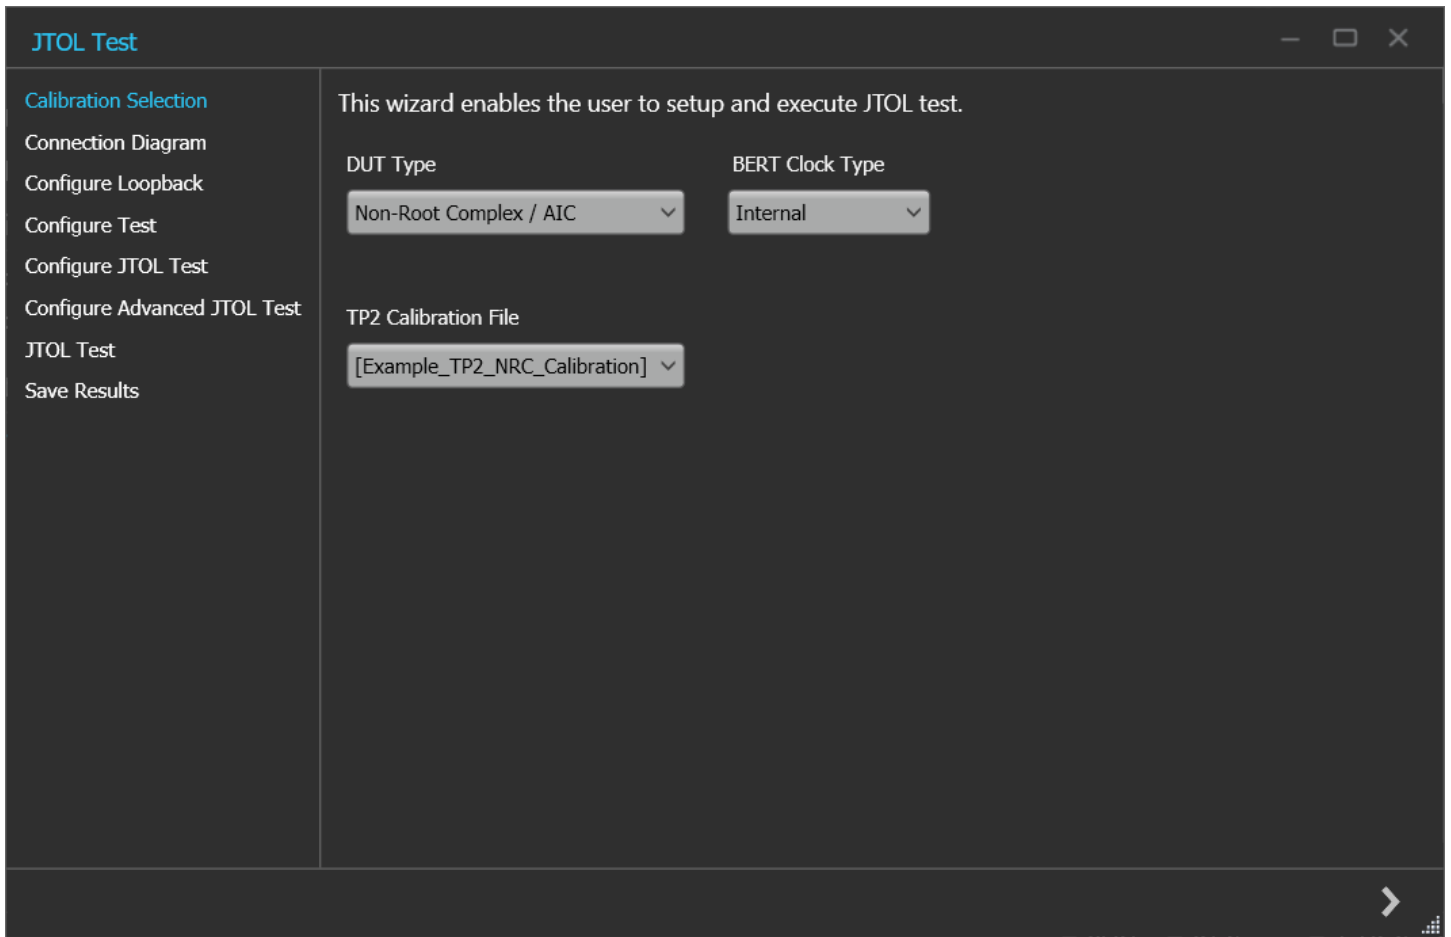 JTOL Test
Calibration Selection
Connection Diagram
Configure Loopback
Configure Test
Configure JTOL Test
Configure Advanced JTOL Test
JTOL Test
Save Results
This wizard enables the user to setup and execute JTOL test.
DUT Type
BERT Clock Type
Non-Root Complex / AIC
Internal
TP2 Calibration File
[Example_TP2_NRC_Calibration]